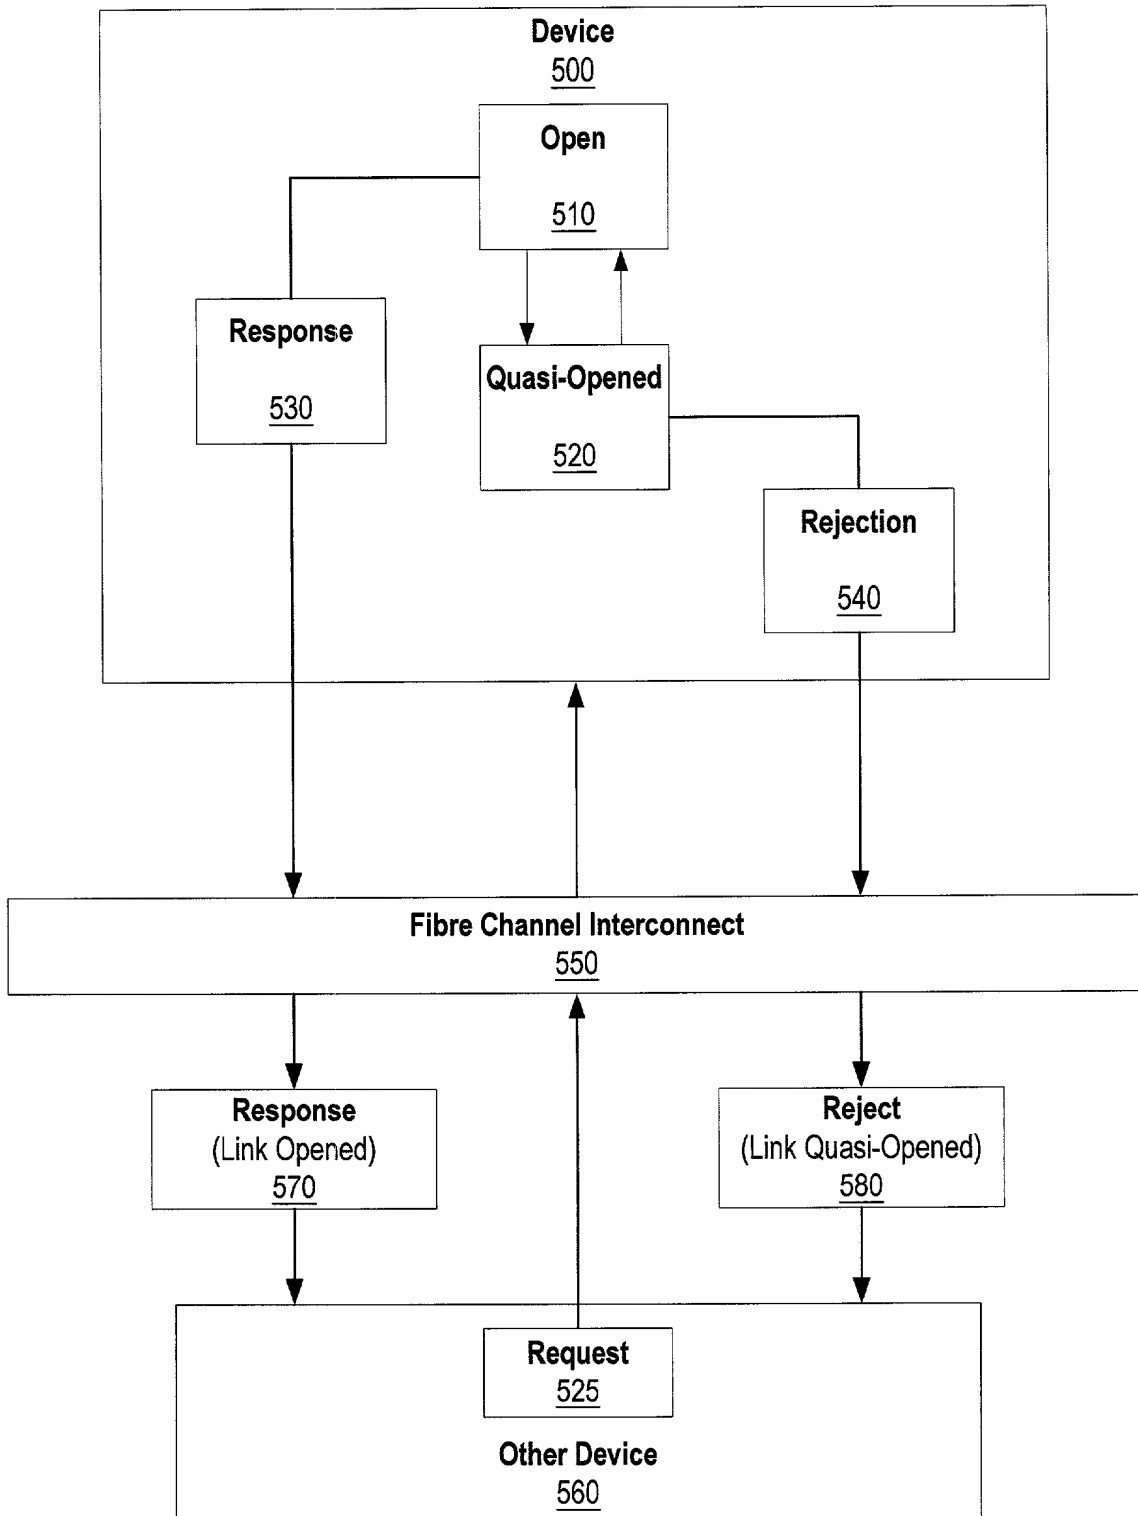 Device
500
Open
510
Response
530
Quasi-Opened
520
Rejection
540
Fibre Channel Interconnect
550
Response
(Link Opened)
570
Reject
(Link Quasi-Opened)
580
Request
525
Other Device
560